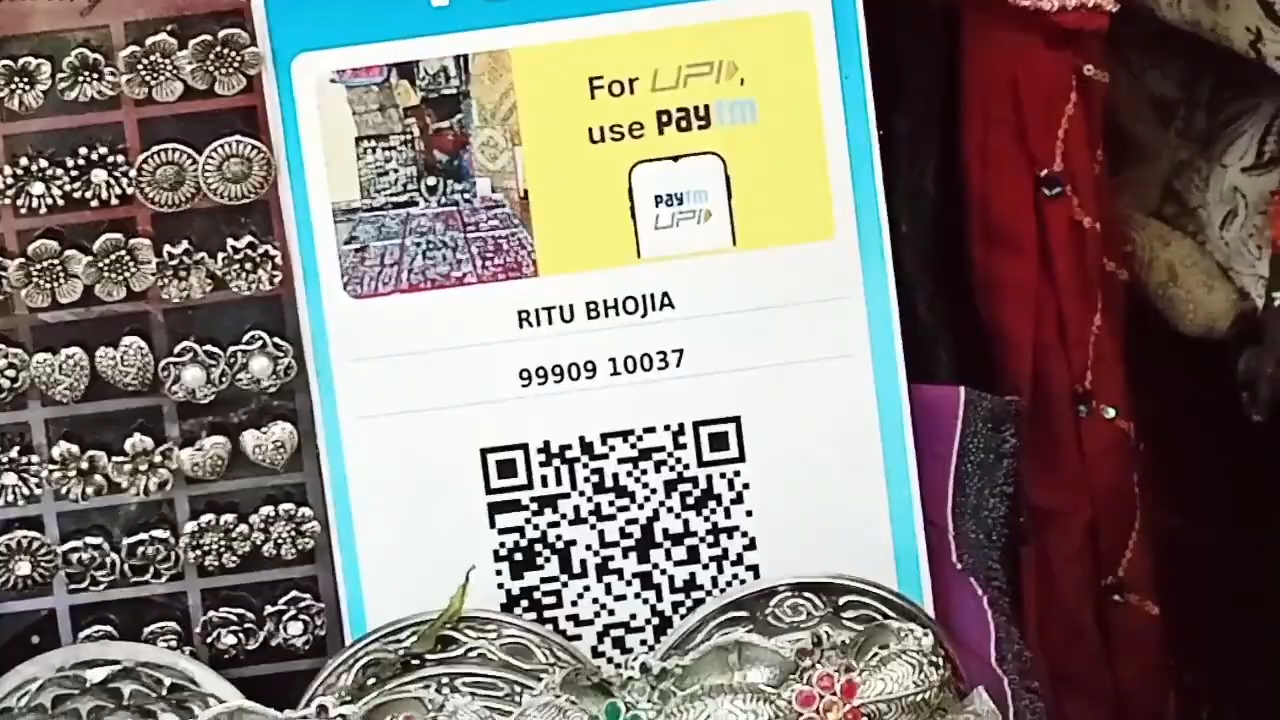 For UPI,
use paytm
paytm
UPI
RITU BHOJIA
99909 10037